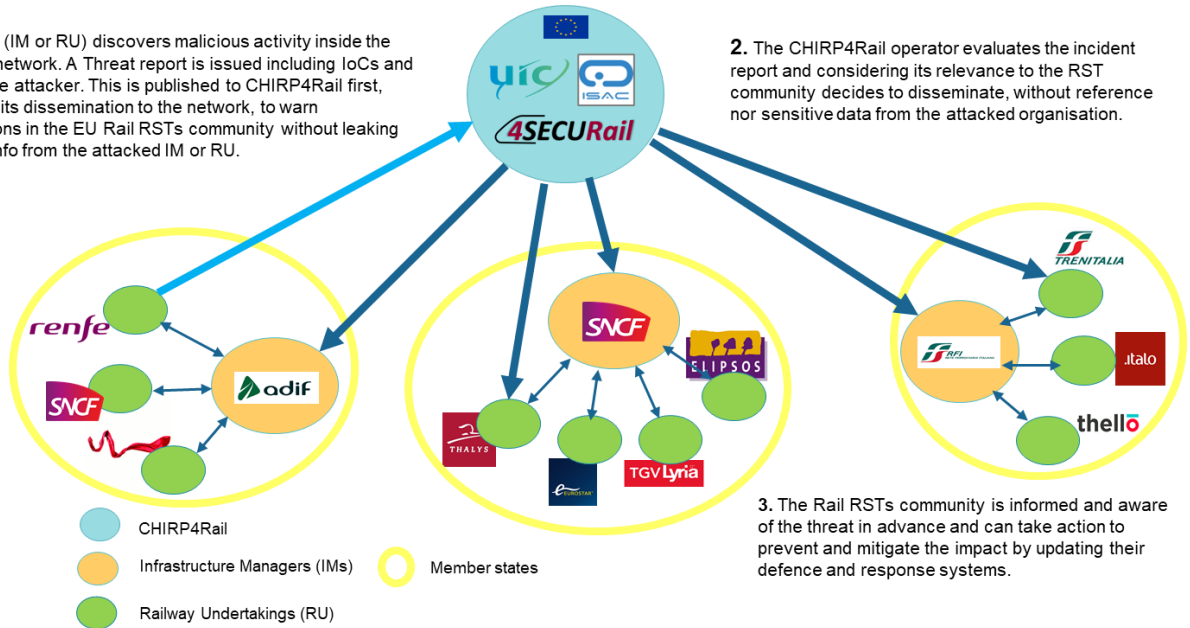 (IM or RU) discovers malicious activity inside the
network. A Threat report is issued including IoCs and
e attacker. This is published to CHIRP4Rail first,
its dissemination to the network, to warn
ons in the EU Rail RSTs community without leaking
nfo from the attacked IM or RU.
uic
ISAC
4SECURail
2. The CHIRP4Rail operator evaluates the incident
report and considering its relevance to the RST
community decides to disseminate, without reference
nor sensitive data from the attacked organisation.
renfe
SNCF
adif
SNCF
ELIPSOS
THALYS
EUROSTAR
TGV Lyria
TRENITALIA
RFI
.italo
thellō
3. The Rail RSTs community is informed and aware
of the threat in advance and can take action to
prevent and mitigate the impact by updating their
defence and response systems.
CHIRP4Rail
Infrastructure Managers (IMs)
Member states
Railway Undertakings (RU)